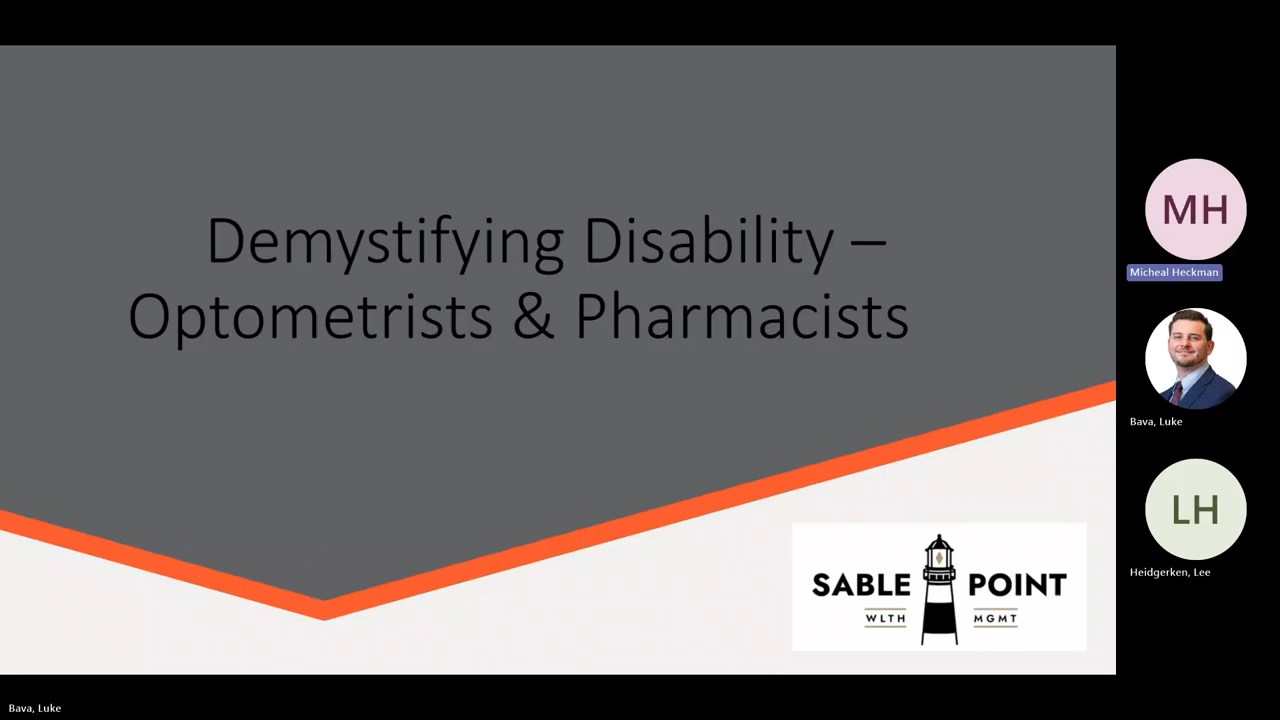 Demystifying Disability –
Optometrists & Pharmacists
SABLE POINT
WLTH MGMT
MH
Micheal Heckman
Bava, Luke
LH
Heidgerken, Lee
Bava, Luke